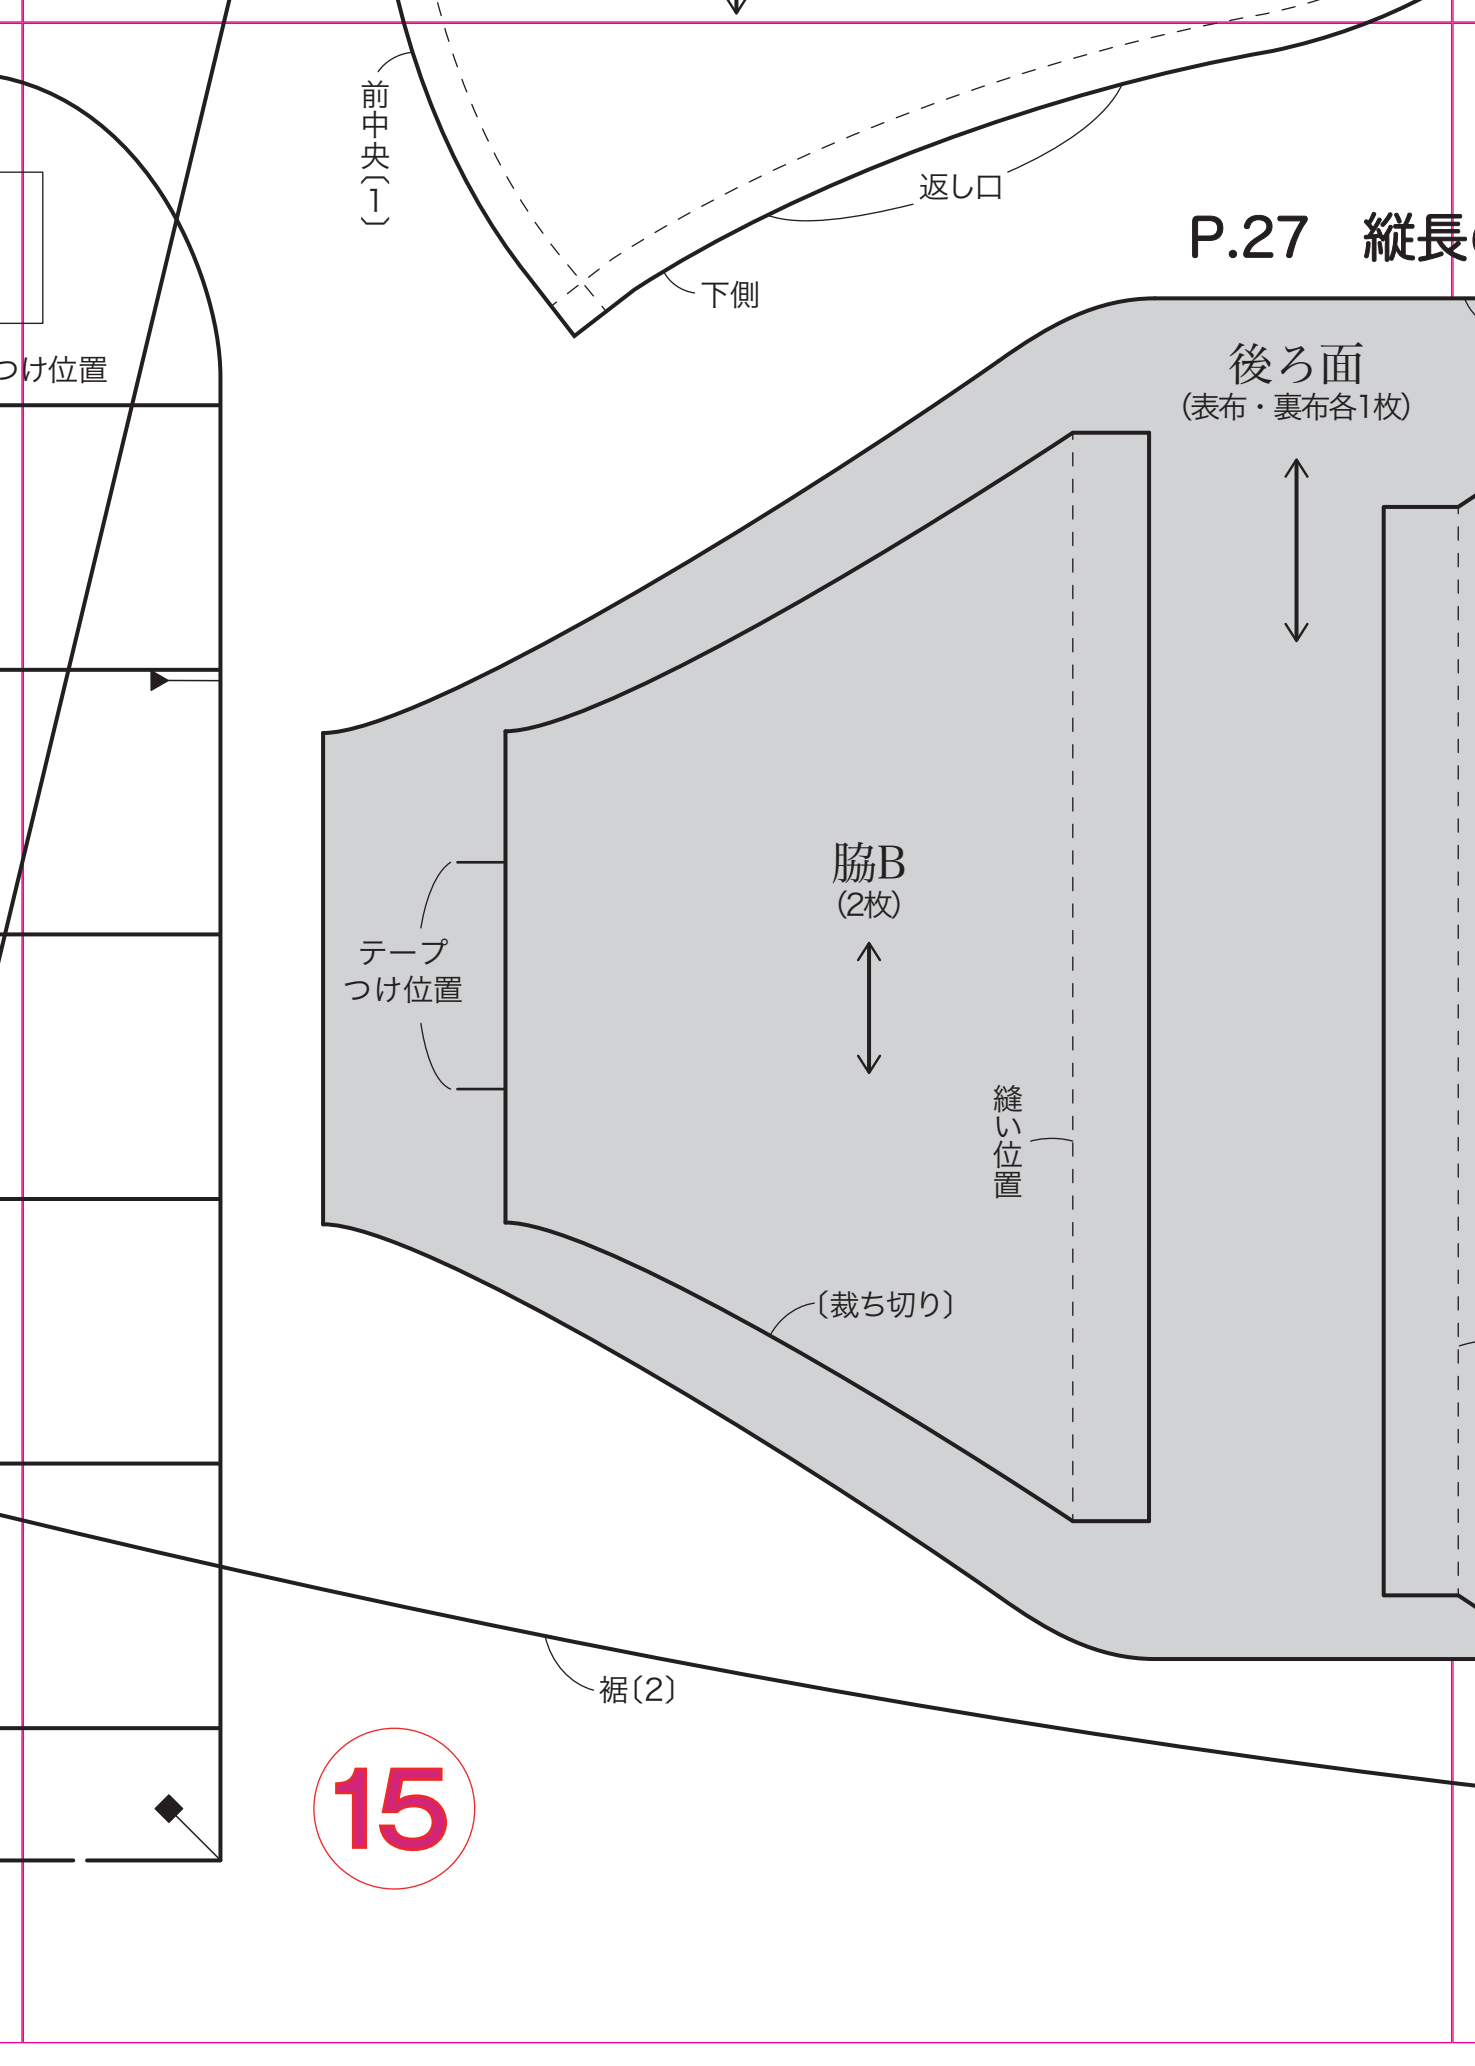 前中央〔1〕
返し口
下側
P.27 縦長
つけ位置
後ろ面
(表布・裏布各1枚)
脇B
(2枚)
テープ
つけ位置
縫い位置
〔裁ち切り〕
裾〔2〕
15